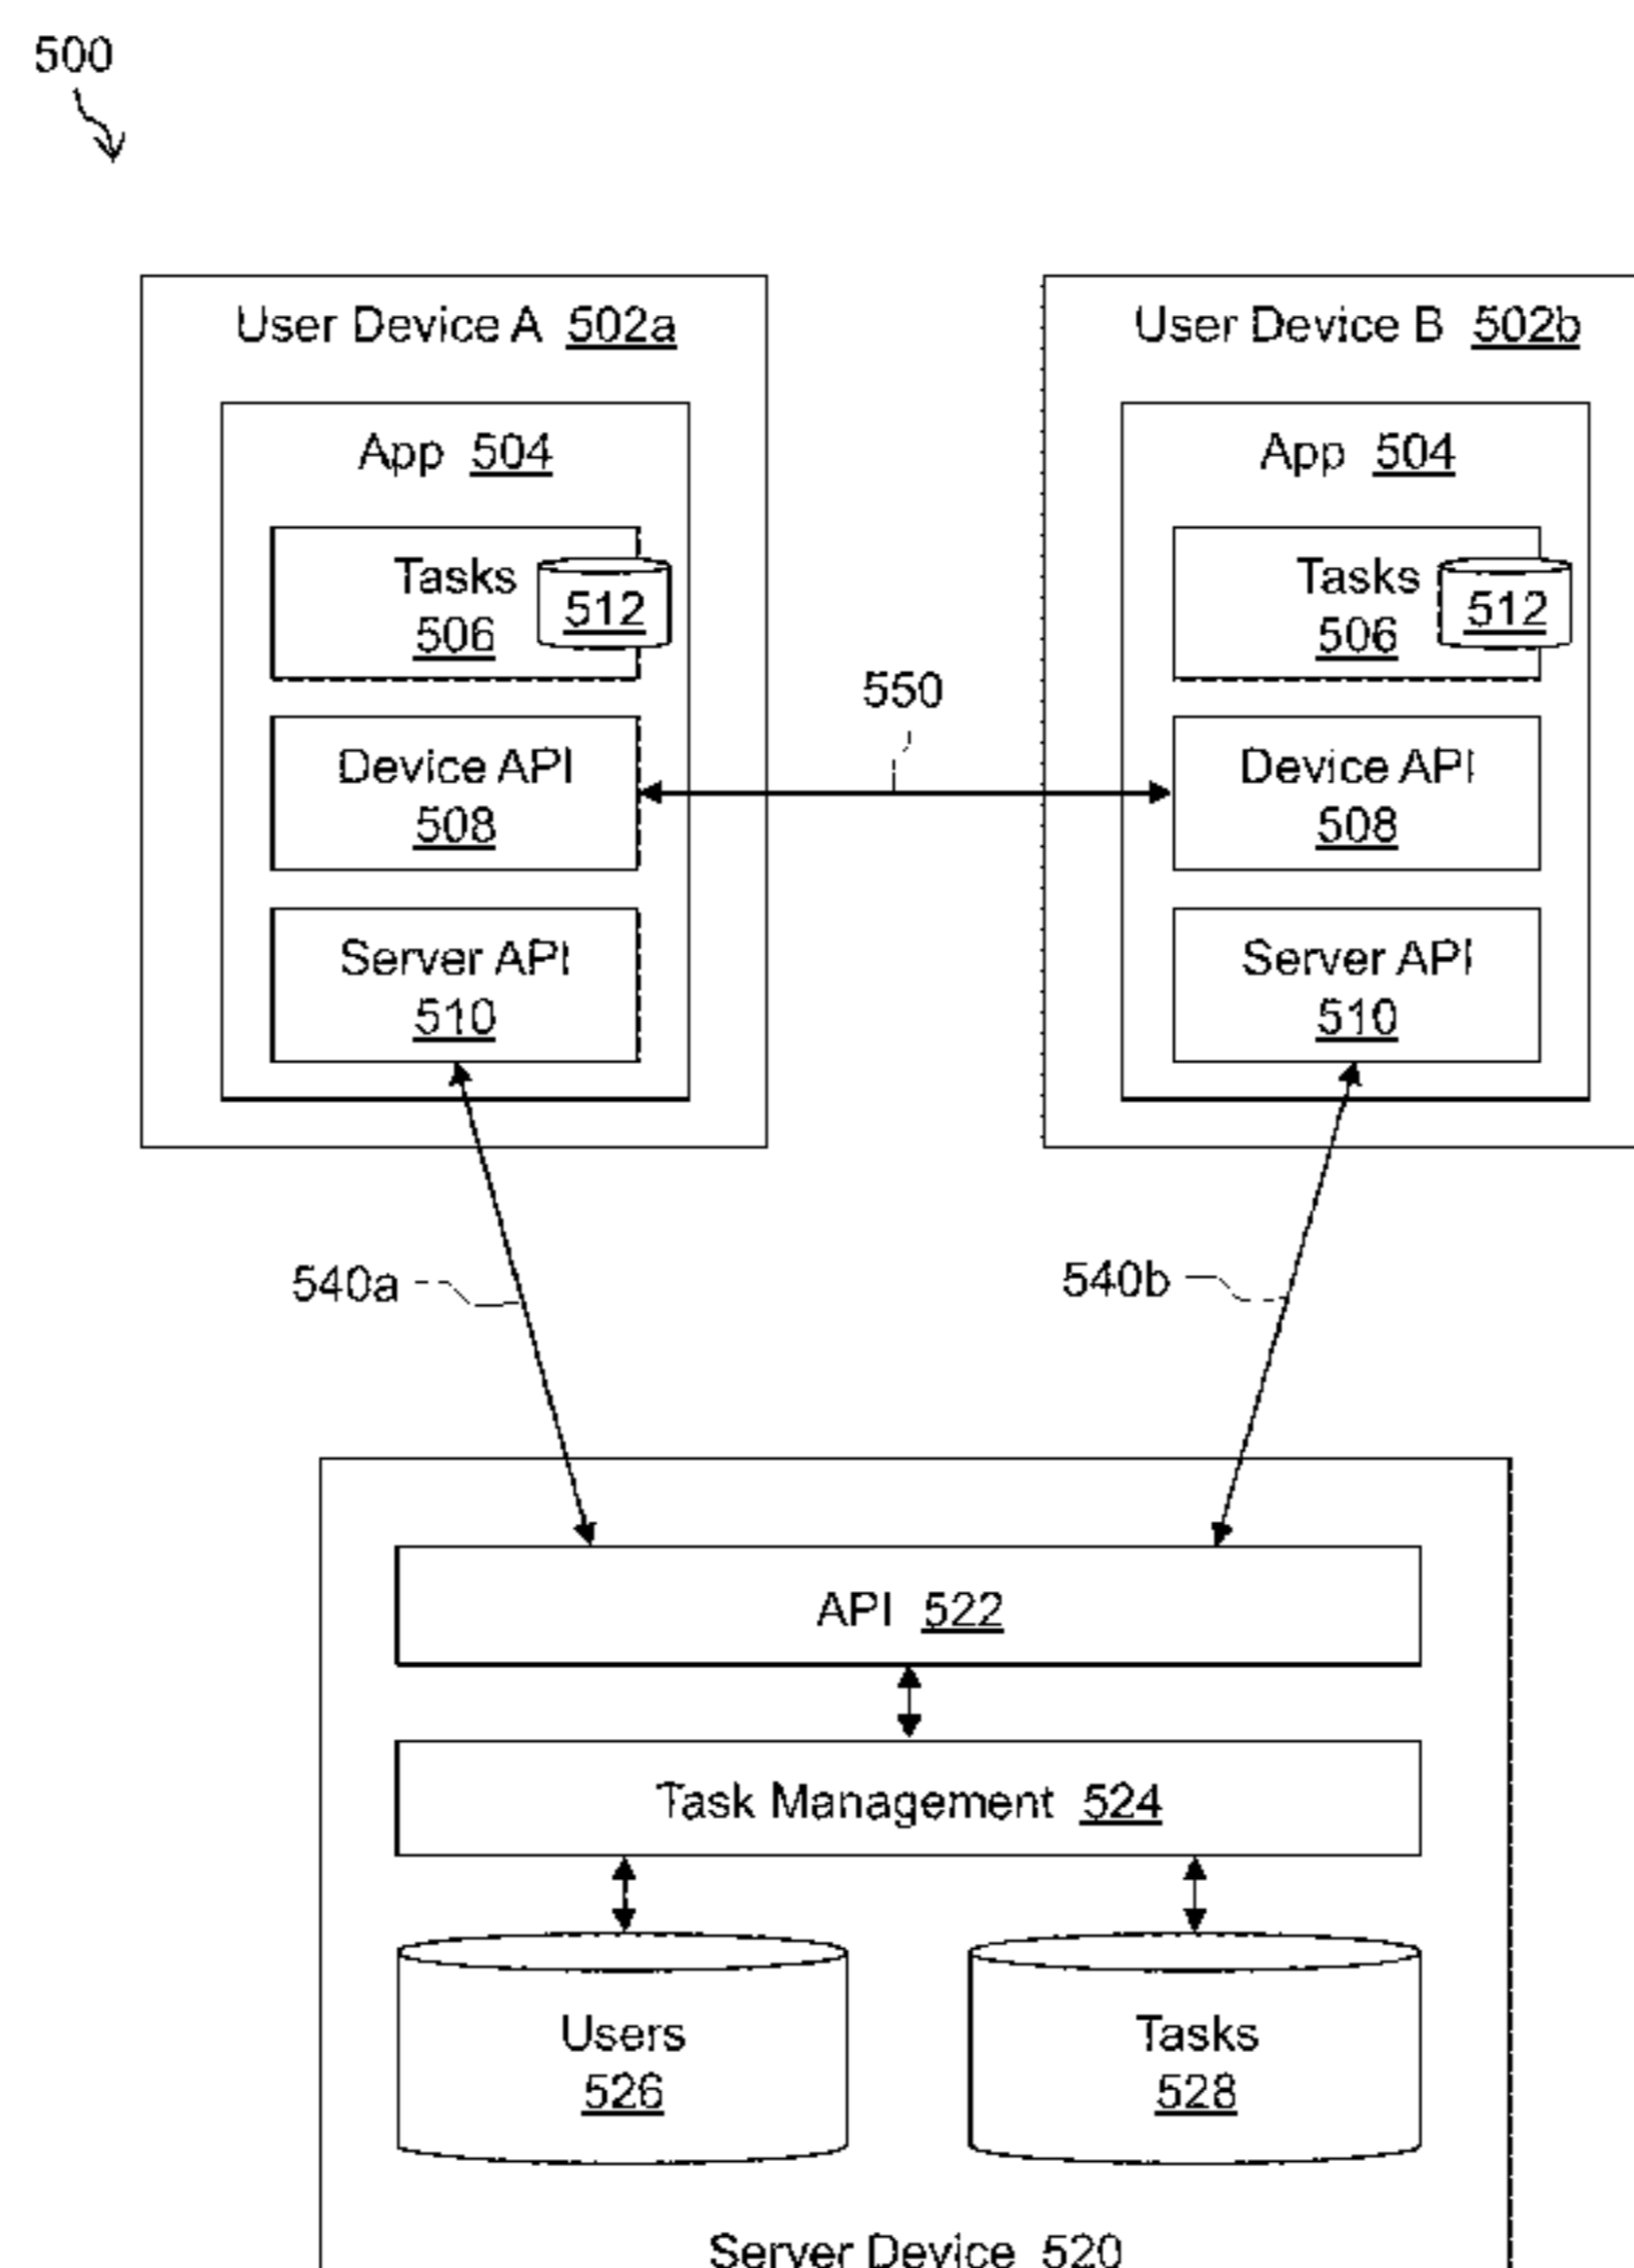 500
User Device A 502a
App 504
Tasks
506
512
Device API
508
Server API
510
User Device B 502b
App 504
Tasks
506
512
Device API
508
Server API
510
550
540a
540b
API 522
Task Management 524
Users
526
Tasks
528
Server Device 520